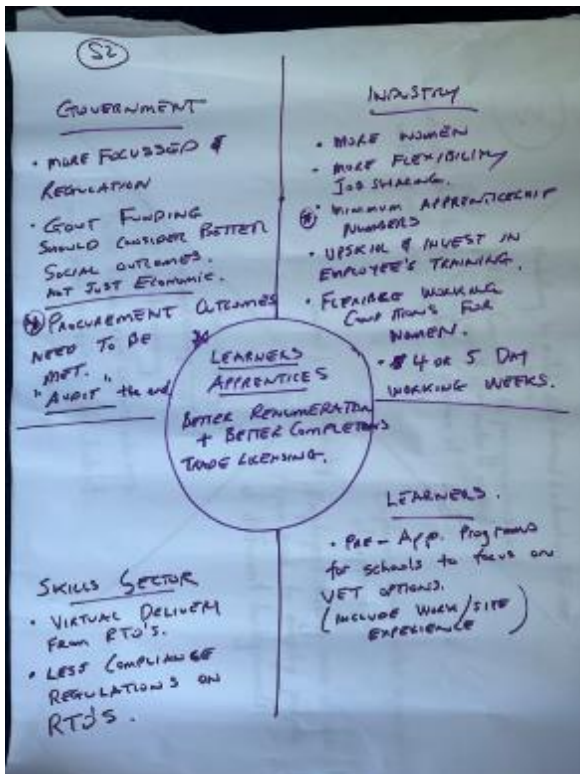 S2
GOVERNMENT
• MORE FOCUSSED &
REGULATION
• GOVT FUNDING
SHOULD CONSIDER BETTER
SOCIAL OUTCOMES.
NOT JUST ECONOMIC.
* PROCUREMENT OUTCOMES
NEED TO BE
MET.
"AUDIT" the end
INDUSTRY
• MORE WOMEN
• MORE FLEXIBILITY
JOB SHARING.
* MINIMUM APPRENTICESHIP
NUMBERS
• UPSKILL & INVEST IN
EMPLOYEE'S TRAINING.
• FLEXIBLE WORKING
CONDITIONS FOR
WOMEN.
• 4 OR 5 DAY
WORKING WEEKS.
LEARNERS
APPRENTICES
BETTER RENUMERATION
+ BETTER COMPLETIONS
TRADE LICENSING.
SKILLS SECTOR
• VIRTUAL DELIVERY
FROM RTO'S.
• LESS COMPLIANCE
REGULATIONS ON
RTO'S.
LEARNERS.
• PRE-App. Programs
for schools to focus on
VET OPTIONS.
(INCLUDE WORK/SITE
EXPERIENCE)